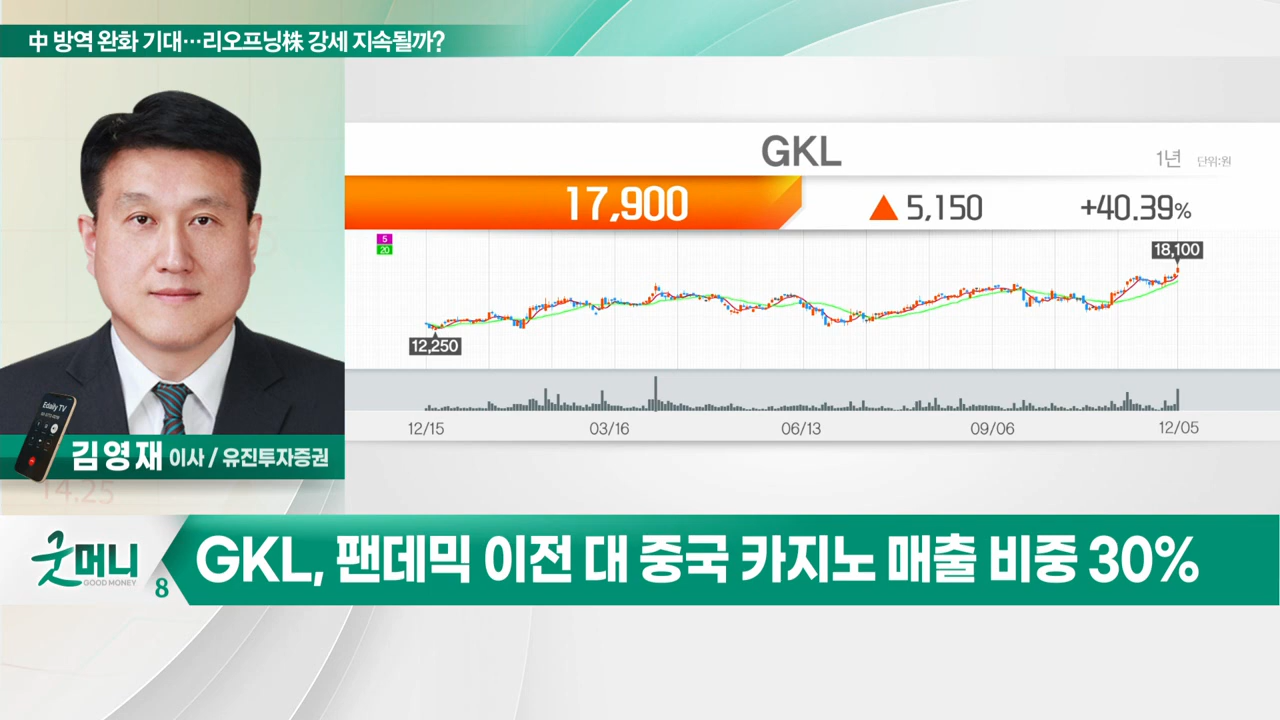 中 방역 완화 기대…리오프닝株 강세 지속될까?
GKL
1년 단위:원
17,900 ▲ 5,150 +40.39%
5
20
18,100
12,250
12/15 03/16 06/13 09/06 12/05
Edaily TV
김영재 이사 / 유진투자증권
14.25
굿머니
GOOD MONEY
8
GKL, 팬데믹 이전 대 중국 카지노 매출 비중 30%